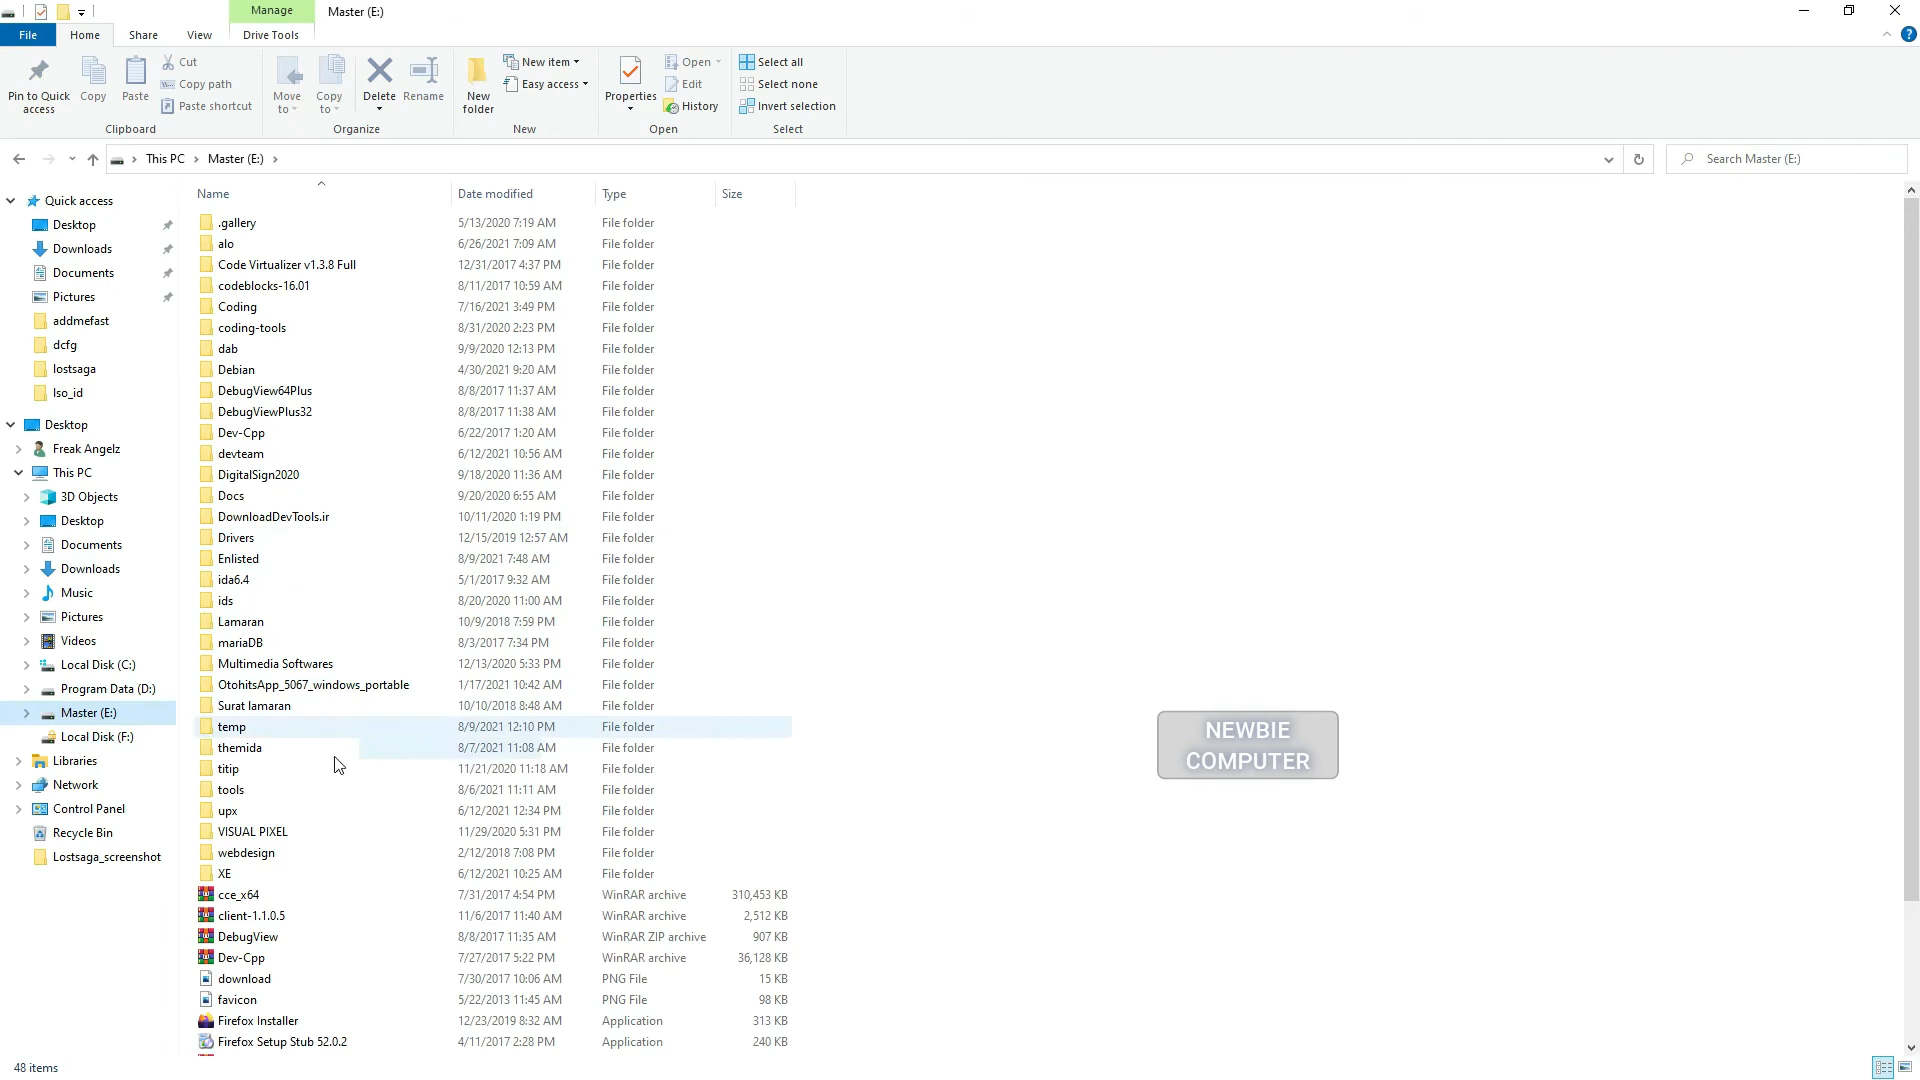 Manage
Master (E:)
File
Home
Share
View
Drive Tools
Pin to Quick access
Copy
Paste
Cut
Copy path
Paste shortcut
Clipboard
Move to
Copy to
Delete
Rename
Organize
New folder
New item
Easy access
New
Properties
Open
Edit
History
Open
Select all
Select none
Invert selection
Select
This PC
Master (E:)
Search Master (E:)
Quick access
Desktop
Downloads
Documents
Pictures
addmefast
dcfg
lostsaga
lso_id
Desktop
Freak Angelz
This PC
3D Objects
Desktop
Documents
Downloads
Music
Pictures
Videos
Local Disk (C:)
Program Data (D:)
Master (E:)
Local Disk (F:)
Libraries
Network
Control Panel
Recycle Bin
Lostsaga_screenshot
Name Date modified Type Size
.gallery 5/13/2020 7:19 AM File folder
alo 6/26/2021 7:09 AM File folder
Code Virtualizer v1.3.8 Full 12/31/2017 4:37 PM File folder
codeblocks-16.01 8/11/2017 10:59 AM File folder
Coding 7/16/2021 3:49 PM File folder
coding-tools 8/31/2020 2:23 PM File folder
dab 9/9/2020 12:13 PM File folder
Debian 4/30/2021 9:20 AM File folder
DebugView64Plus 8/8/2017 11:37 AM File folder
DebugViewPlus32 8/8/2017 11:38 AM File folder
Dev-Cpp 6/22/2017 1:20 AM File folder
devteam 6/12/2021 10:56 AM File folder
DigitalSign2020 9/18/2020 11:36 AM File folder
Docs 9/20/2020 6:55 AM File folder
DownloadDevTools.ir 10/11/2020 1:19 PM File folder
Drivers 12/15/2019 12:57 AM File folder
Enlisted 8/9/2021 7:48 AM File folder
ida6.4 5/1/2017 9:32 AM File folder
ids 8/20/2020 11:00 AM File folder
Lamaran 10/9/2018 7:59 PM File folder
mariaDB 8/3/2017 7:34 PM File folder
Multimedia Softwares 12/13/2020 5:33 PM File folder
OtohitsApp_5067_windows_portable 1/17/2021 10:42 AM File folder
Surat lamaran 10/10/2018 8:48 AM File folder
temp 8/9/2021 12:10 PM File folder
themida 8/7/2021 11:08 AM File folder
titip 11/21/2020 11:18 AM File folder
tools 8/6/2021 11:11 AM File folder
upx 6/12/2021 12:34 PM File folder
VISUAL PIXEL 11/29/2020 5:31 PM File folder
webdesign 2/12/2018 7:08 PM File folder
XE 6/12/2021 10:25 AM File folder
cce_x64 7/31/2017 4:54 PM WinRAR archive 310,453 KB
client-1.1.0.5 11/6/2017 11:40 AM WinRAR archive 2,512 KB
DebugView 8/8/2017 11:35 AM WinRAR ZIP archive 907 KB
Dev-Cpp 7/27/2017 5:22 PM WinRAR archive 36,128 KB
download 7/30/2017 10:06 AM PNG File 15 KB
favicon 5/22/2013 11:45 AM PNG File 98 KB
Firefox Installer 12/23/2019 8:32 AM Application 313 KB
Firefox Setup Stub 52.0.2 4/11/2017 2:28 PM Application 240 KB
NEWBIE
COMPUTER
48 items